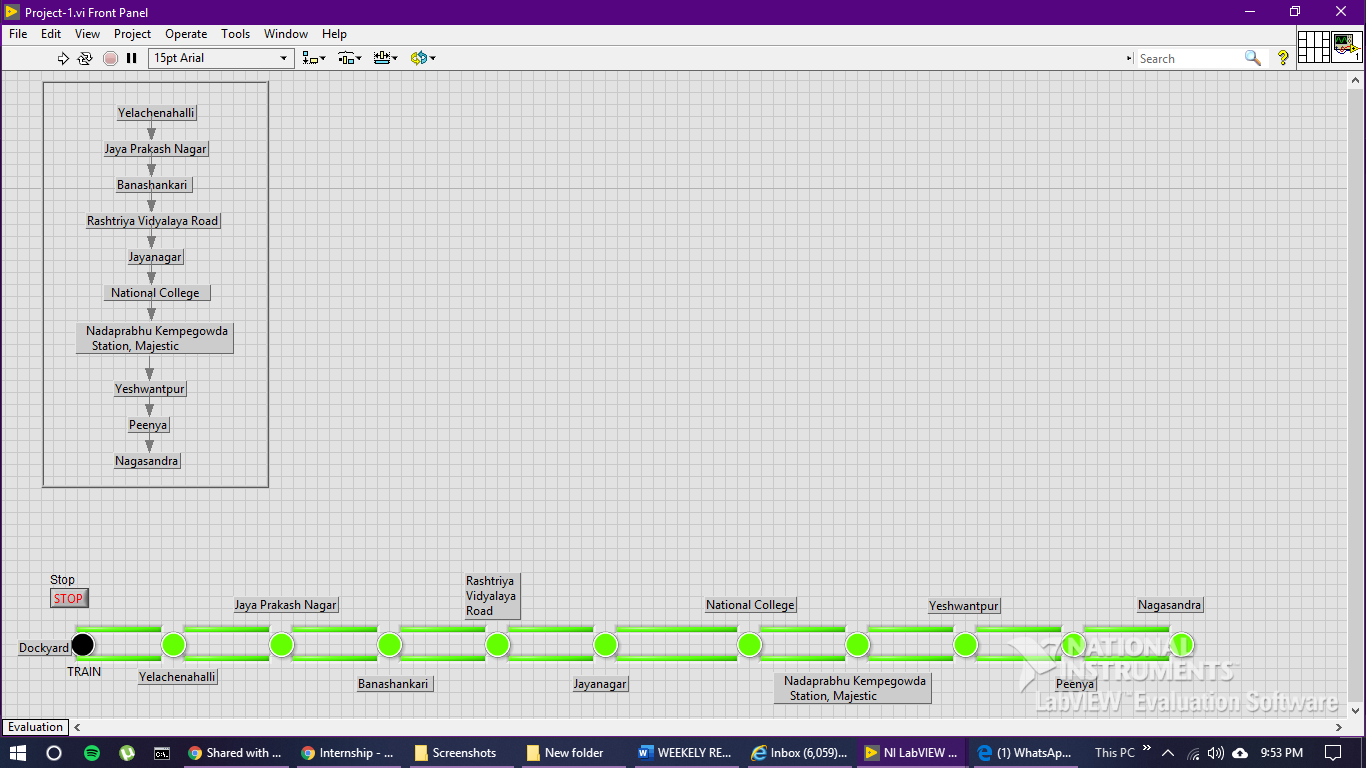 Project-1.vi Front Panel
File Edit View Project Operate Tools Window Help
15pt Arial
Search
1
Yelachenahalli
Jaya Prakash Nagar
Banashankari
Rashtriya Vidyalaya Road
Jayanagar
National College
Nadaprabhu Kempegowda
Station, Majestic
Yeshwantpur
Peenya
Nagasandra
Stop
STOP
Rashtriya
Vidyalaya
Road
Jaya Prakash Nagar
National College
Yeshwantpur
Nagasandra
Dockyard
TRAIN
Yelachenahalli
Banashankari
Jayanagar
Nadaprabhu Kempegowda
Station, Majestic
Peenya
NATIONAL
INSTRUMENTS™
LabVIEW™ Evaluation Software
Evaluation
Shared with ... Internship - ... Screenshots New folder WEEKELY RE... Inbox (6,059)... NI LabVIEW ... (1) WhatsAp... This PC 9:53 PM